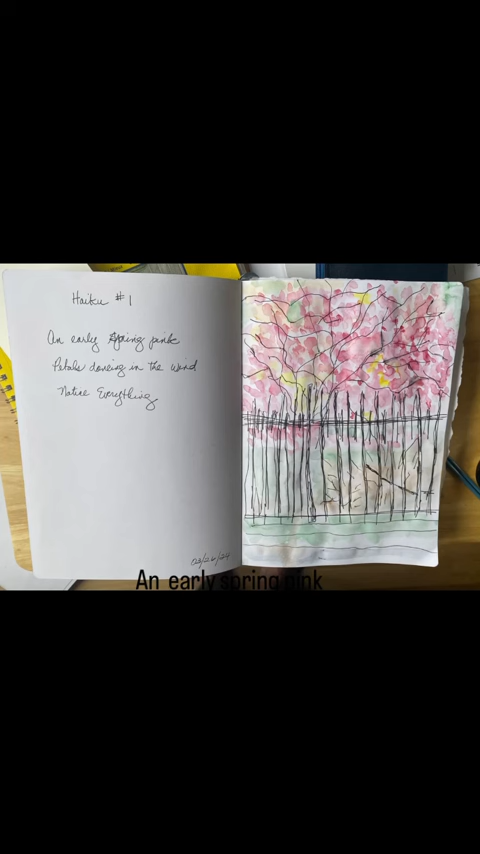 Haiku #1
An early Spring pink
Petals dancing in the wind
Notice Everything
03/26/24
An early spring pink